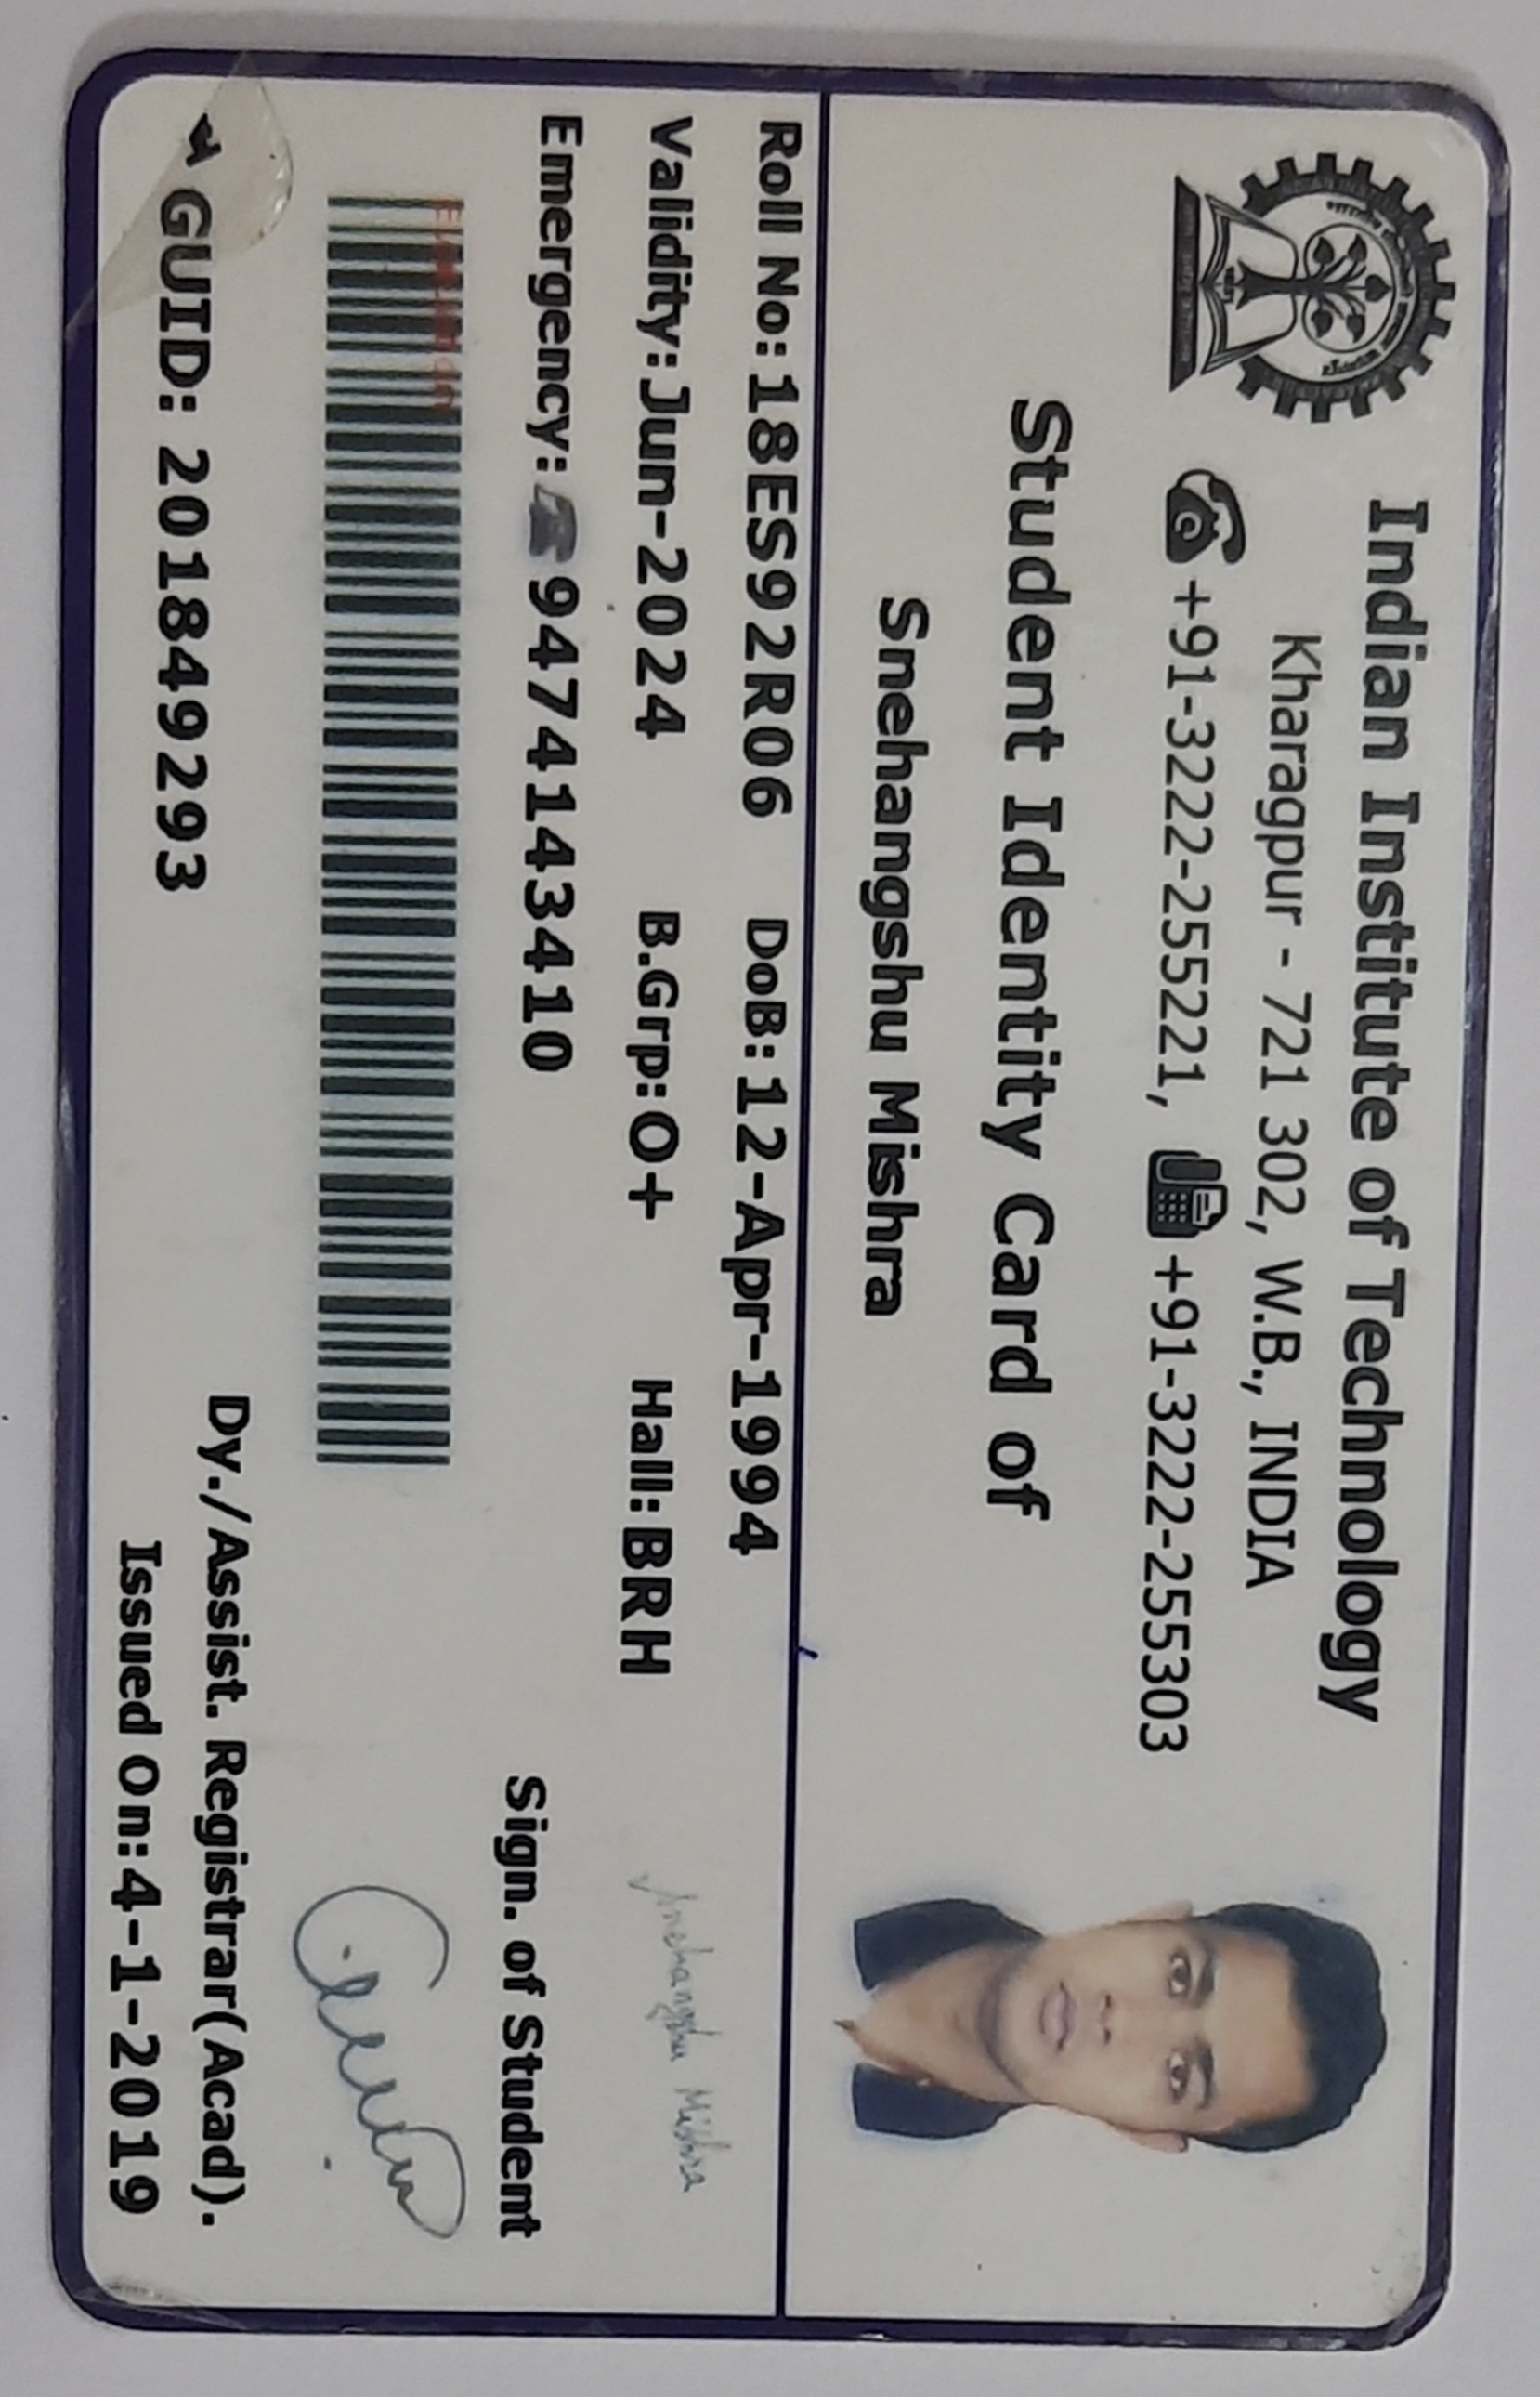 Indian Institute of Technology
Kharagpur - 721 302, W.B., INDIA
+91-3222-255221, +91-3222-255303
Student Identity Card of
Snehangshu Mishra
Roll No:18ES92R06 DoB:12-Apr-1994
Validity:Jun-2024 B.Grp:O+ Hall:BRH
Snehangshu Mishra
Emergency: 9474143410
Sign. of Student
Dy./Assist. Registrar(Acad).
GUID: 201849293
Issued On:4-1-2019